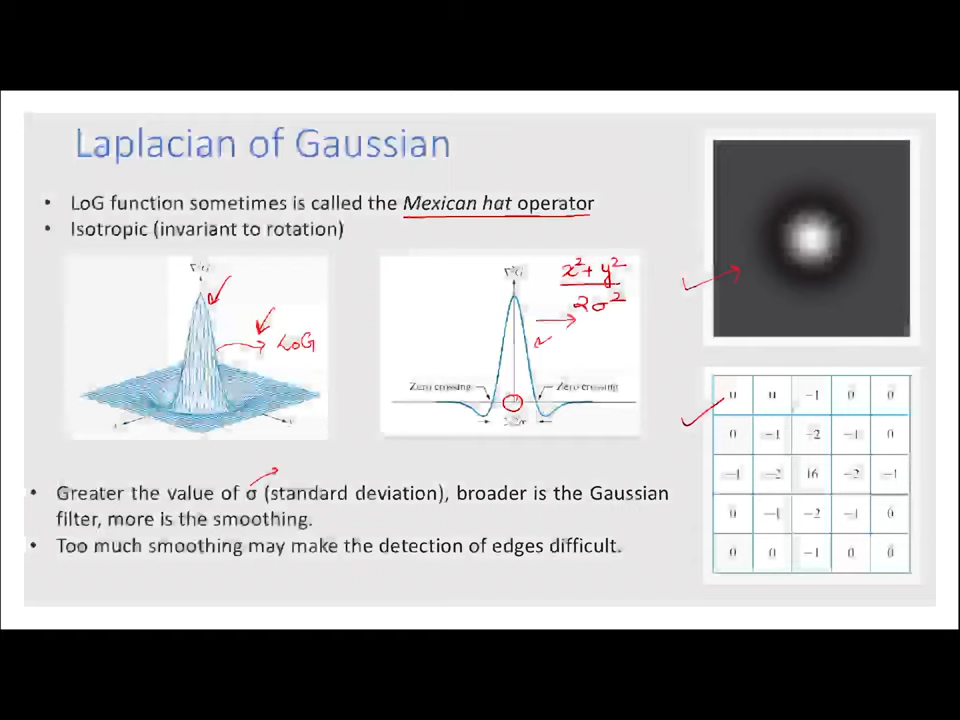 Laplacian of Gaussian
• LoG function sometimes is called the Mexican hat operator
• Isotropic (invariant to rotation)
∇²G
LoG
∇²G
x² + y²
2σ²
Zero crossing
Zero crossing
0 0 -1 0 0
0 -1 -2 -1 0
-1 -2 16 -2 -1
0 -1 -2 -1 0
0 0 -1 0 0
• Greater the value of σ (standard deviation), broader is the Gaussian
filter, more is the smoothing.
• Too much smoothing may make the detection of edges difficult.